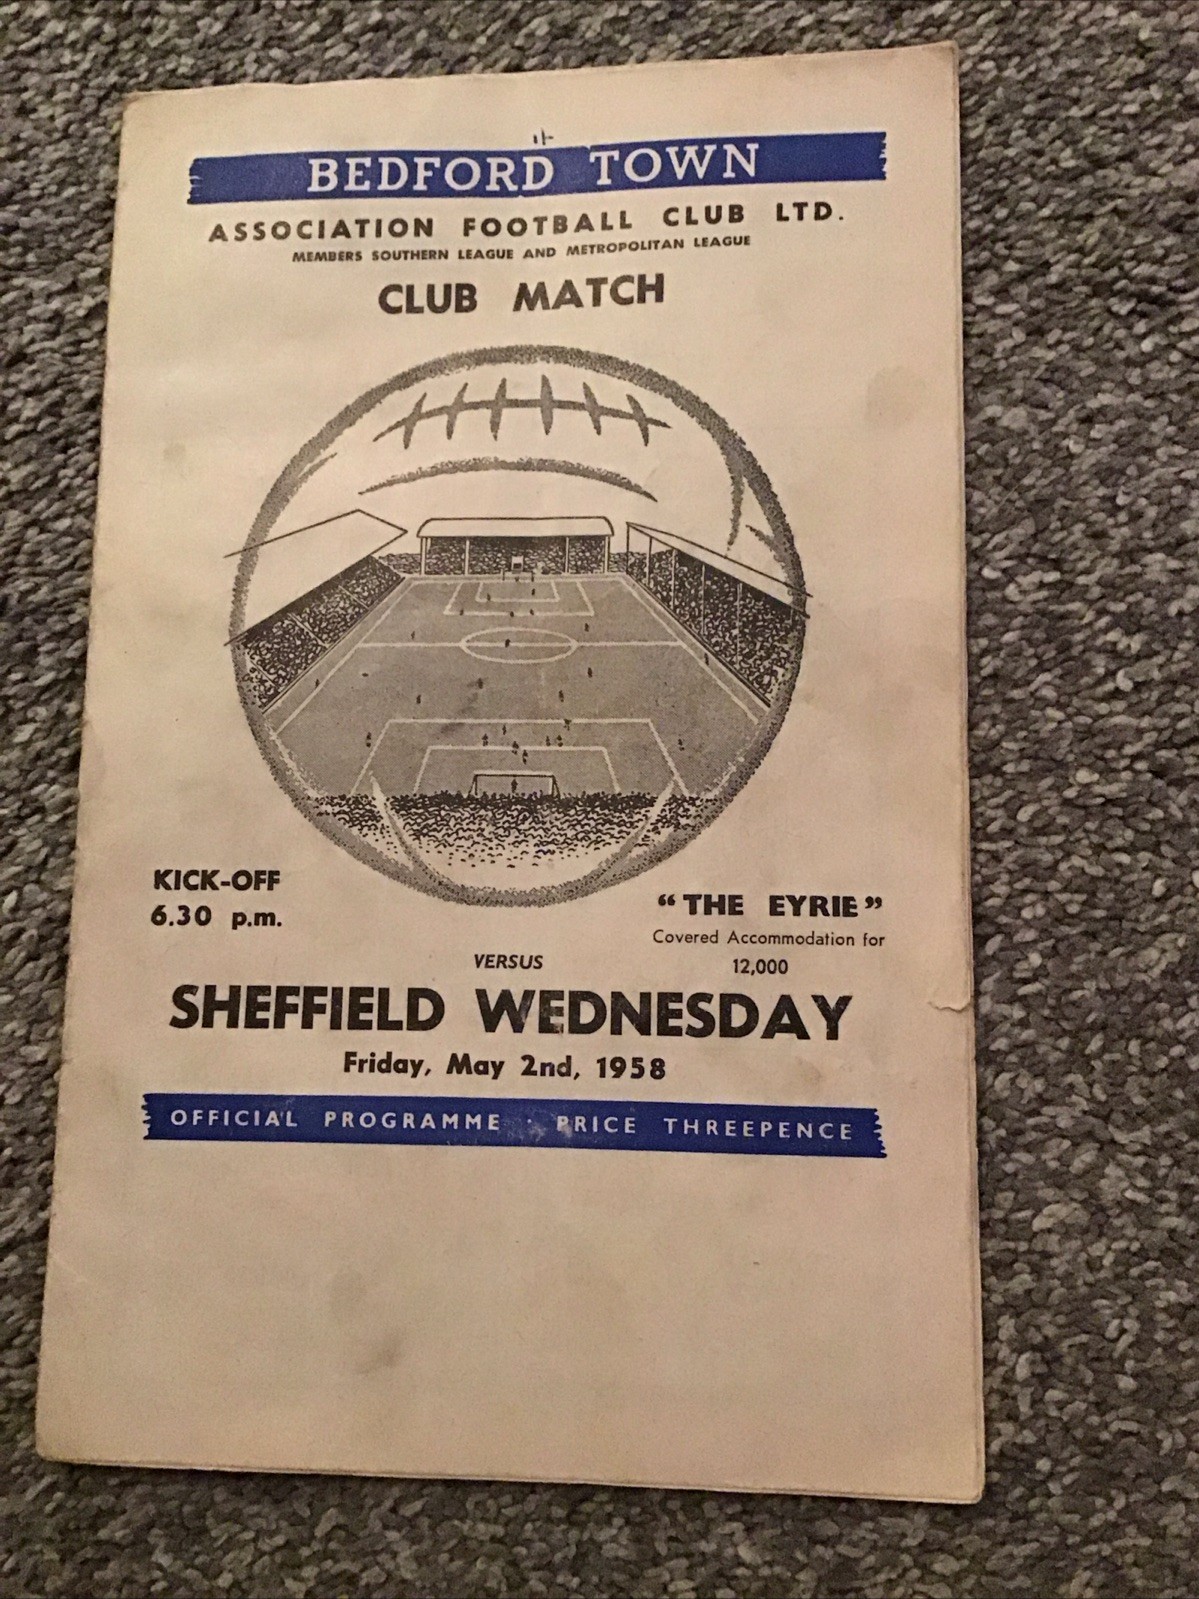 BEDFORD TOWN
ASSOCIATION FOOTBALL CLUB LTD.
MEMBERS SOUTHERN LEAGUE AND METROPOLITAN LEAGUE
CLUB MATCH
KICK-OFF
6.30 p.m.
“THE EYRIE”
Covered Accommodation for
12,000
VERSUS
SHEFFIELD WEDNESDAY
Friday, May 2nd, 1958
OFFICIAL PROGRAMME · PRICE THREEPENCE